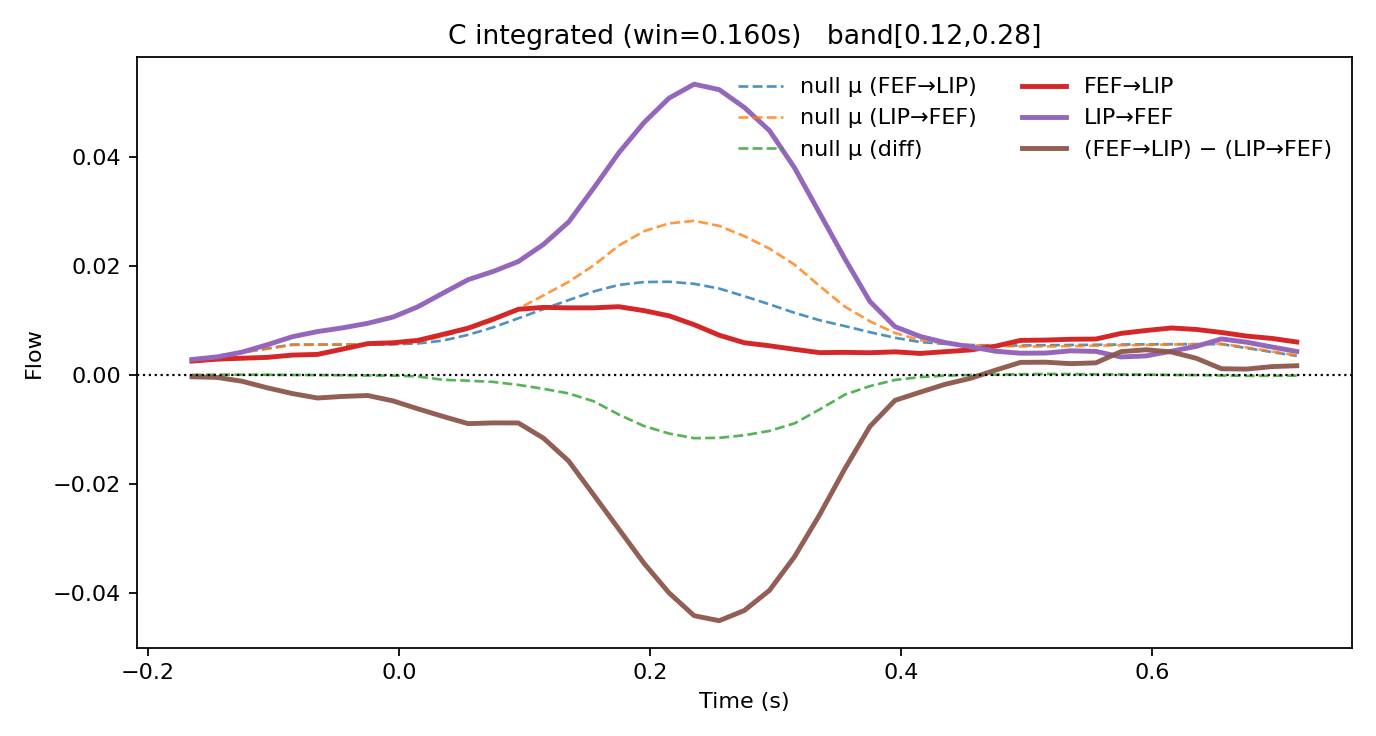 C integrated (win=0.160s)   band[0.12,0.28]
null μ (FEF→LIP)
null μ (LIP→FEF)
null μ (diff)
FEF→LIP
LIP→FEF
(FEF→LIP) − (LIP→FEF)
Flow
0.04
0.02
0.00
−0.02
−0.04
−0.2
0.0
0.2
0.4
0.6
Time (s)